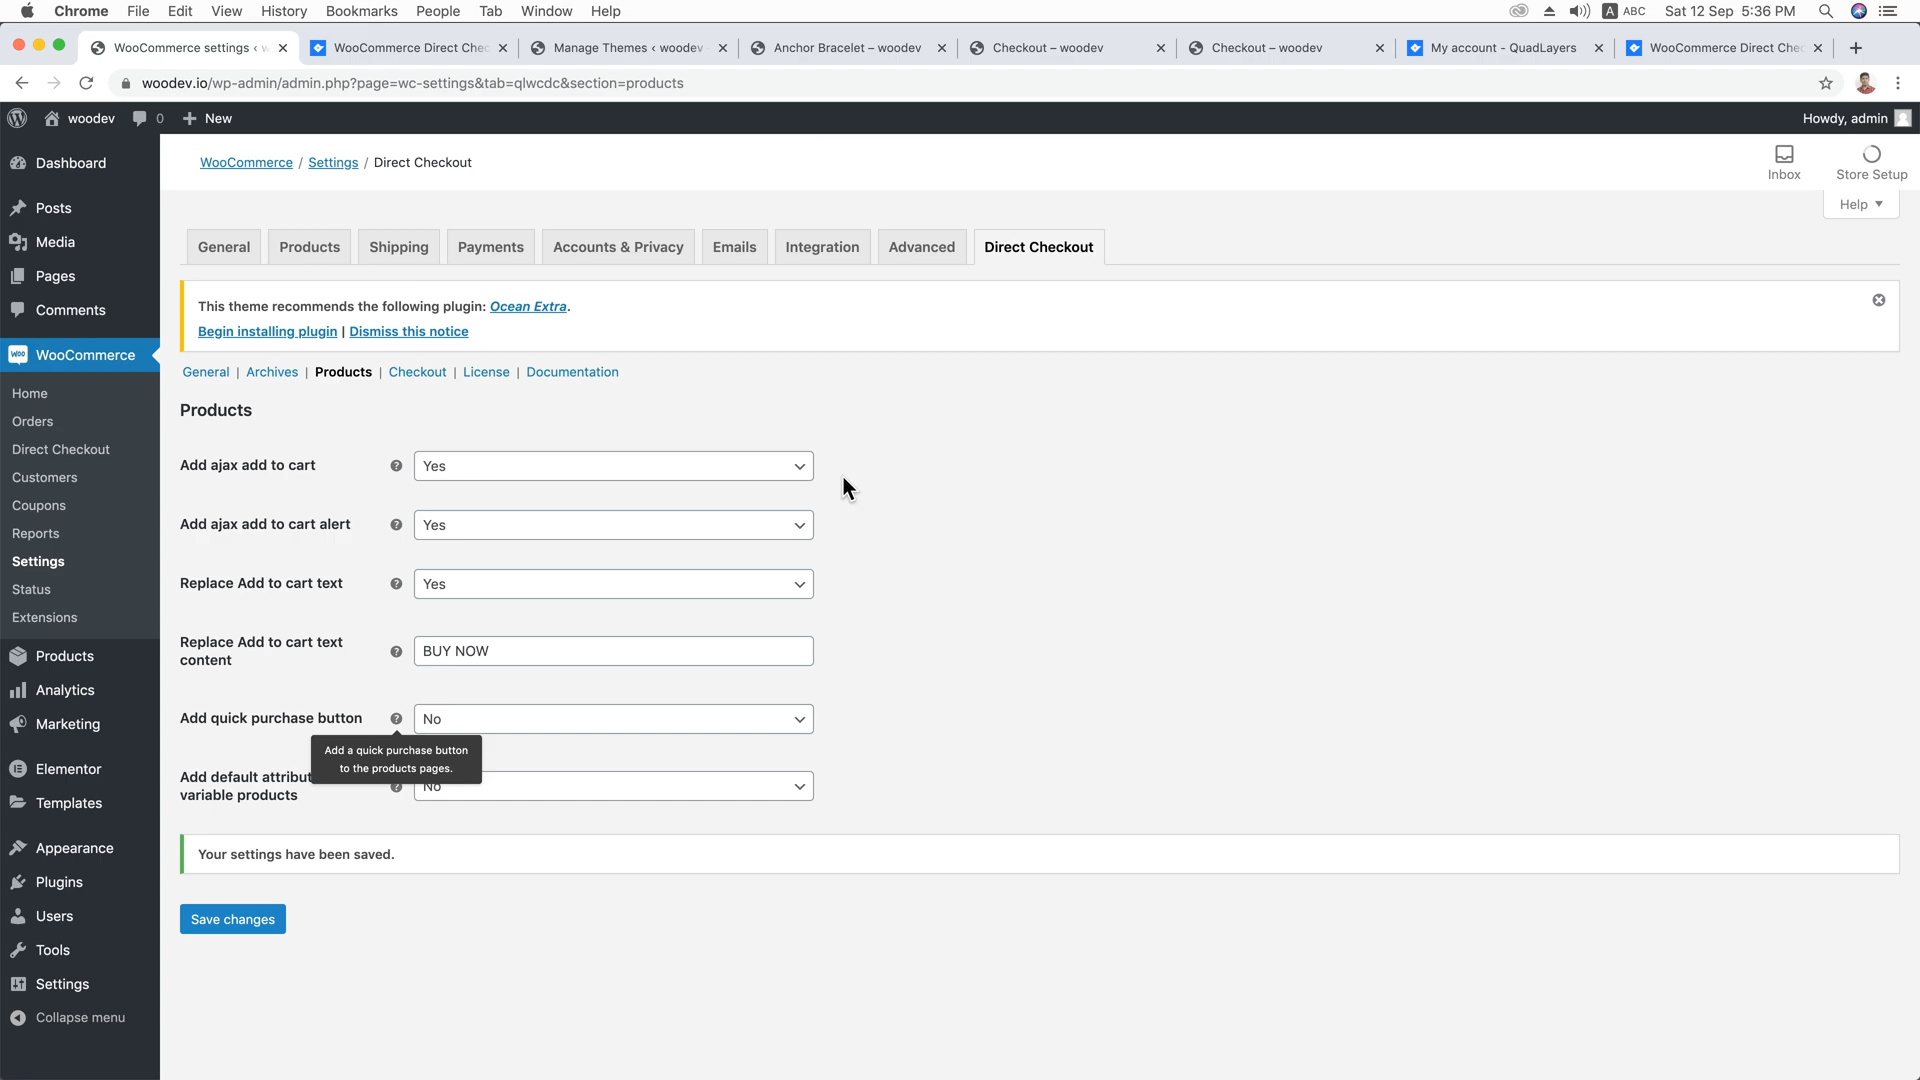 Chrome File Edit View History Bookmarks People Tab Window Help
A ABC Sat 12 Sep 5:36 PM
WooCommerce settings ‹ w
WooCommerce Direct Chec
Manage Themes ‹ woodev
Anchor Bracelet – woodev
Checkout – woodev
Checkout – woodev
My account - QuadLayers
WooCommerce Direct Chec
woodev.io/wp-admin/admin.php?page=wc-settings&tab=qlwcdc&section=products
woodev 0 New
Howdy, admin
Dashboard
Posts
Media
Pages
Comments
WooCommerce
Home
Orders
Direct Checkout
Customers
Coupons
Reports
Settings
Status
Extensions
Products
Analytics
Marketing
Elementor
Templates
Appearance
Plugins
Users
Tools
Settings
Collapse menu
WooCommerce / Settings / Direct Checkout
Inbox
Store Setup
Help
General
Products
Shipping
Payments
Accounts & Privacy
Emails
Integration
Advanced
Direct Checkout
This theme recommends the following plugin: Ocean Extra.
Begin installing plugin | Dismiss this notice
General | Archives | Products | Checkout | License | Documentation
Products
Add ajax add to cart ? Yes
Add ajax add to cart alert ? Yes
Replace Add to cart text ? Yes
Replace Add to cart text
content
? BUY NOW
Add quick purchase button ? No
Add a quick purchase button
to the products pages.
Add default attribut
variable products
? No
Your settings have been saved.
Save changes